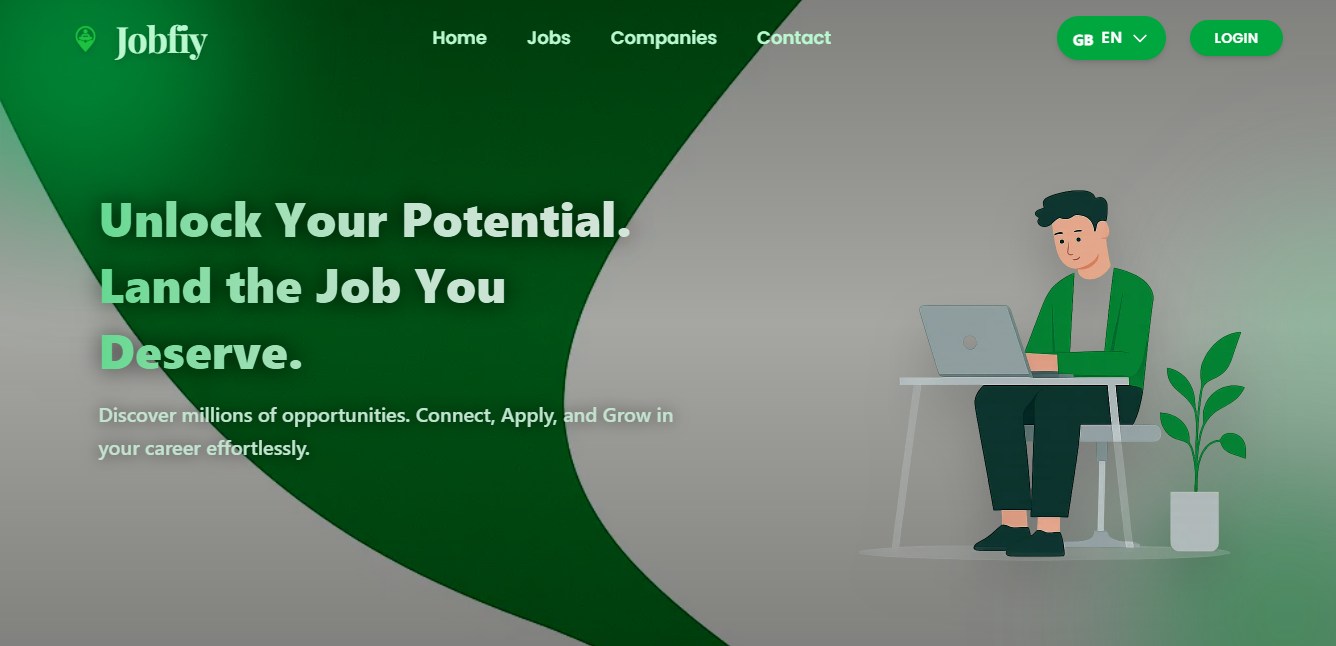 Jobfiy
Home
Jobs
Companies
Contact
GB EN
LOGIN
Unlock Your Potential.
Land the Job You
Deserve.
Discover millions of opportunities. Connect, Apply, and Grow in
your career effortlessly.